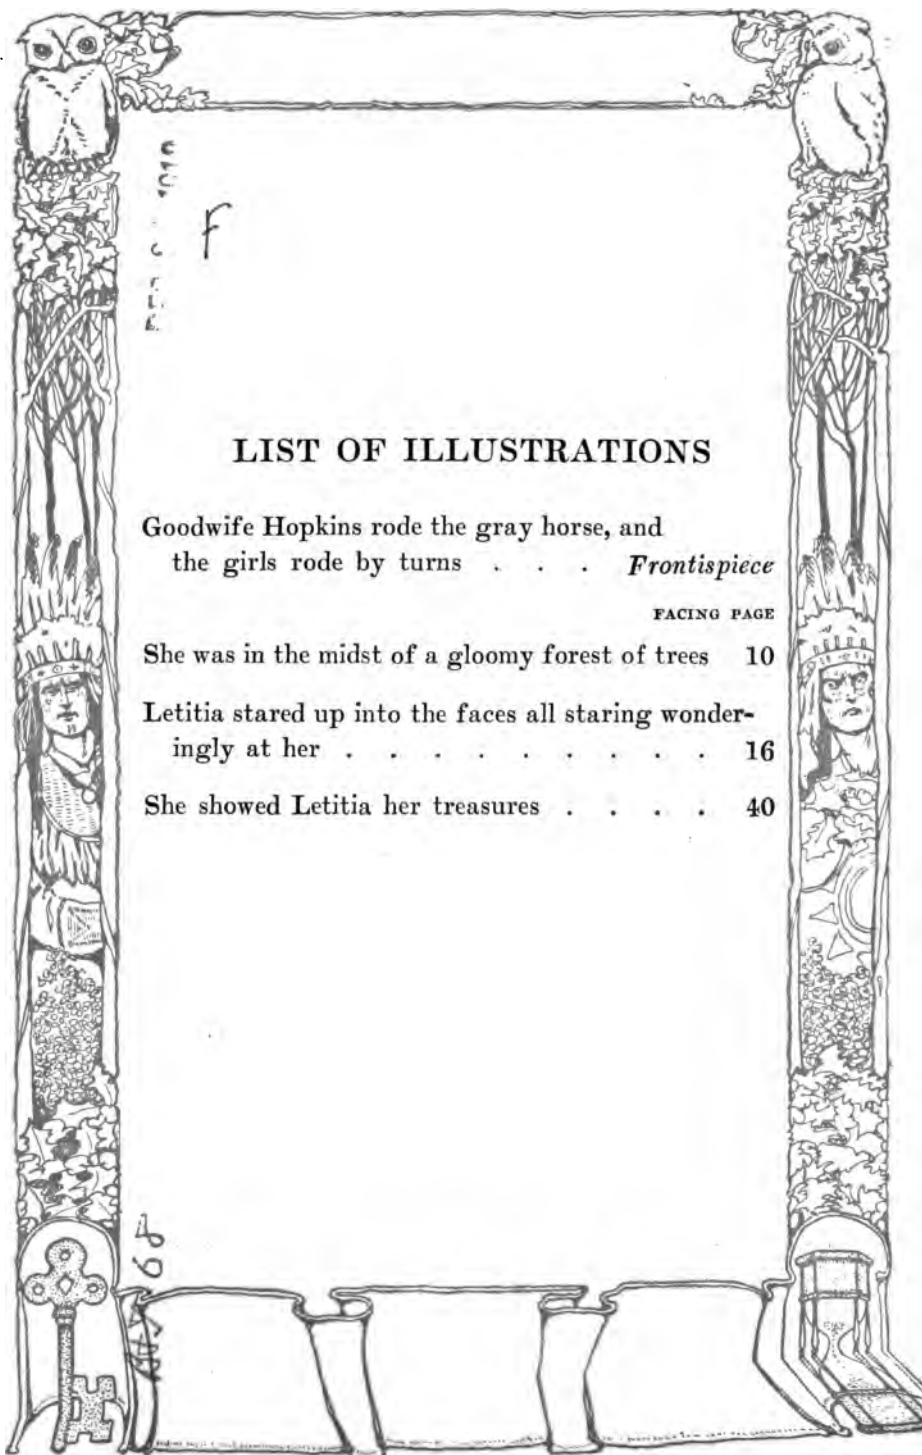 F
LIST OF ILLUSTRATIONS
Goodwife Hopkins rode the gray horse, and
the girls rode by turns . . . Frontispiece
FACING PAGE
She was in the midst of a gloomy forest of trees 10
Letitia stared up into the faces all staring wonder-
ingly at her . . . . . . . . . 16
She showed Letitia her treasures . . . . 40